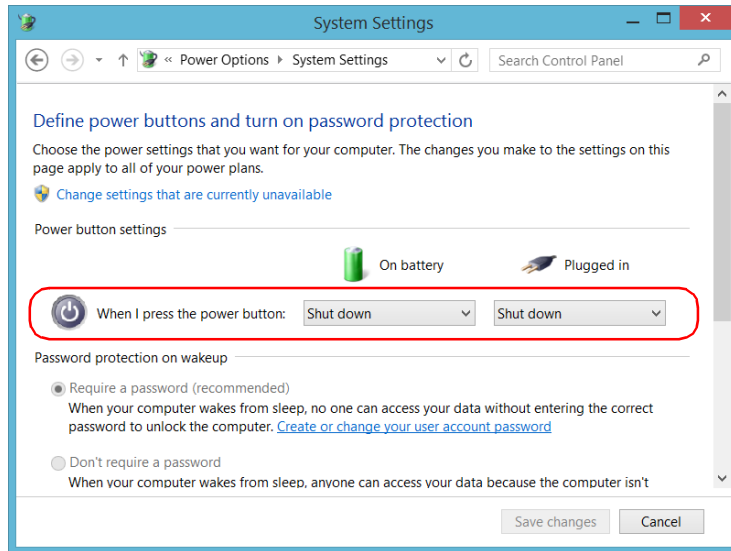 System Settings
« Power Options System Settings
Search Control Panel
Define power buttons and turn on password protection
Choose the power settings that you want for your computer. The changes you make to the settings on this
page apply to all of your power plans.
Change settings that are currently unavailable
Power button settings
On battery
Plugged in
When I press the power button: Shut down Shut down
Password protection on wakeup
Require a password (recommended)
When your computer wakes from sleep, no one can access your data without entering the correct
password to unlock the computer. Create or change your user account password
Don't require a password
When your computer wakes from sleep, anyone can access your data because the computer isn't
Save changes Cancel